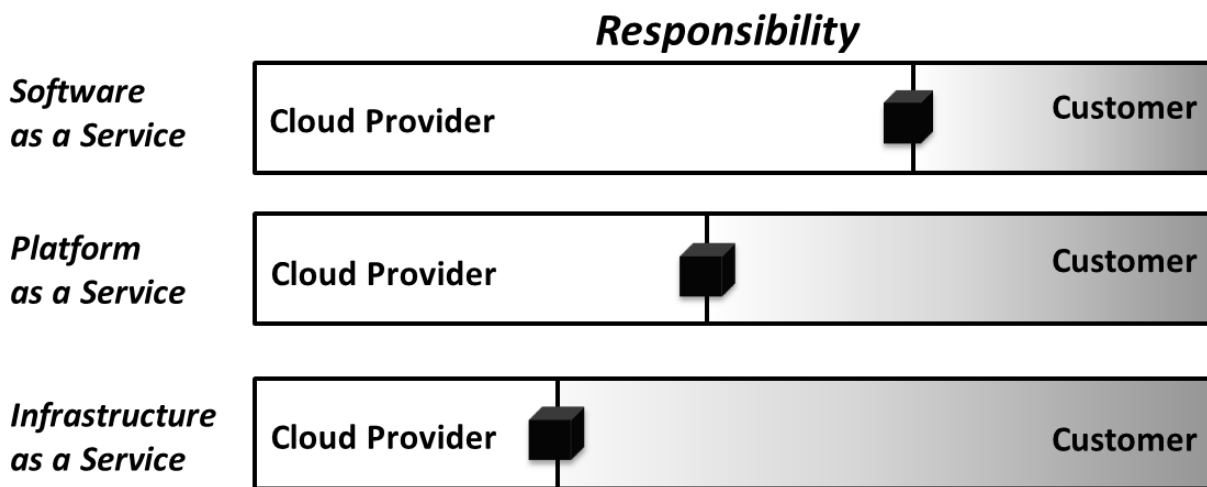 Responsibility
Software
as a Service
Cloud Provider
Customer
Platform
as a Service
Cloud Provider
Customer
Infrastructure
as a Service
Cloud Provider
Customer